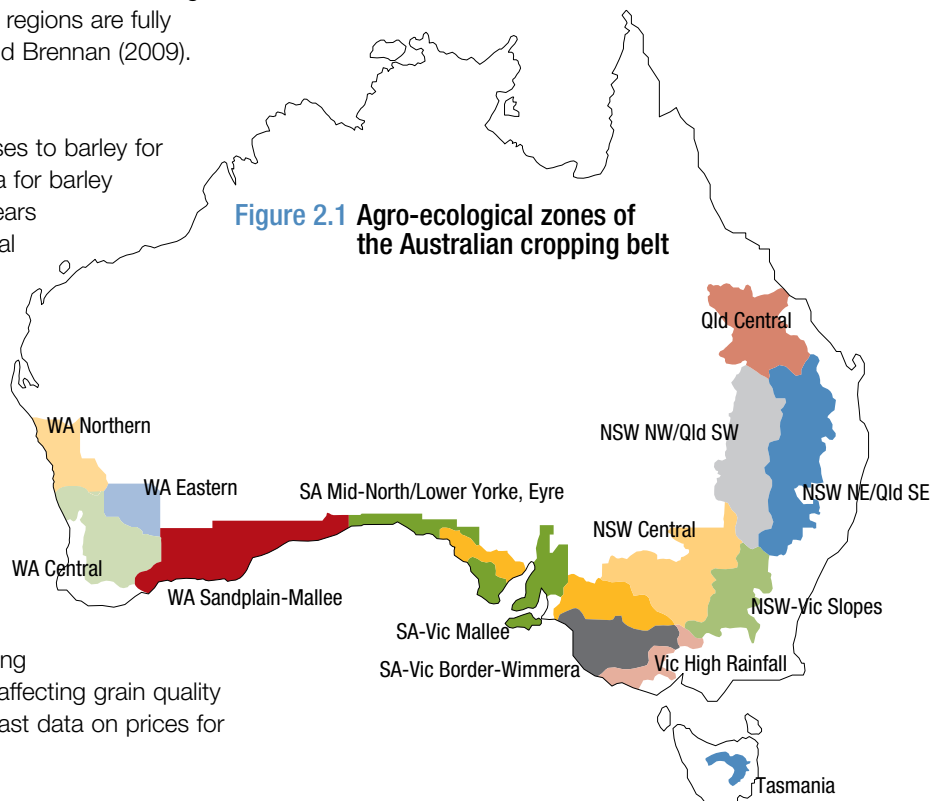 regions are fully
d Brennan (2009).
ses to barley for
a for barley
ears
al
Figure 2.1 Agro-ecological zones of
the Australian cropping belt
Qld Central
WA Northern
NSW NW/Qld SW
WA Eastern
SA Mid-North/Lower Yorke, Eyre
NSW NE/Qld SE
NSW Central
WA Central
WA Sandplain-Mallee
NSW-Vic Slopes
SA-Vic Mallee
SA-Vic Border-Wimmera
Vic High Rainfall
ing
affecting grain quality
ast data on prices for
Tasmania